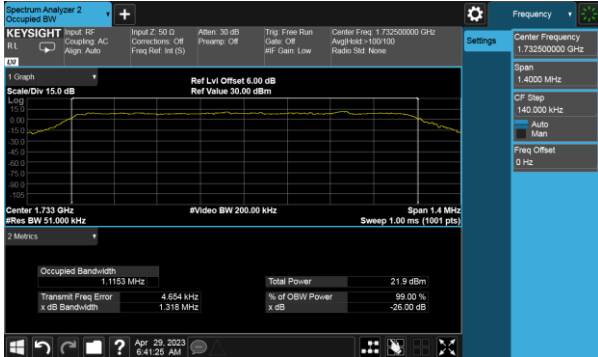 Spectrum Analyzer 2
Occupied BW
+
Frequency
KEYSIGHT
RL
Input: RF
Coupling: AC
Align: Auto
Input Z: 50 Ω
Corrections: Off
Freq Ref: Int (S)
Atten: 30 dB
Preamp: Off
Trig: Free Run
Gate: Off
#IF Gain: Low
Center Freq: 1.732500000 GHz
Avg|Hold:>100/100
Radio Std: None
Settings
Center Frequency
1.732500000 GHz
Span
1.4000 MHz
CF Step
140.000 kHz
Auto
Man
Freq Offset
0 Hz
1 Graph
Scale/Div 15.0 dB
Ref Lvl Offset 6.00 dB
Ref Value 30.00 dBm
Log
15.0
0.00
-15.0
-30.0
-45.0
-60.0
-75.0
-90.0
-105
Center 1.733 GHz
#Res BW 51.000 kHz
#Video BW 200.00 kHz
Span 1.4 MHz
Sweep 1.00 ms (1001 pts)
2 Metrics
Occupied Bandwidth
1.1153 MHz
Transmit Freq Error 4.654 kHz
x dB Bandwidth 1.318 MHz
Total Power 21.9 dBm
% of OBW Power 99.00 %
x dB -26.00 dB
?
Apr 29, 2023
6:41:25 AM